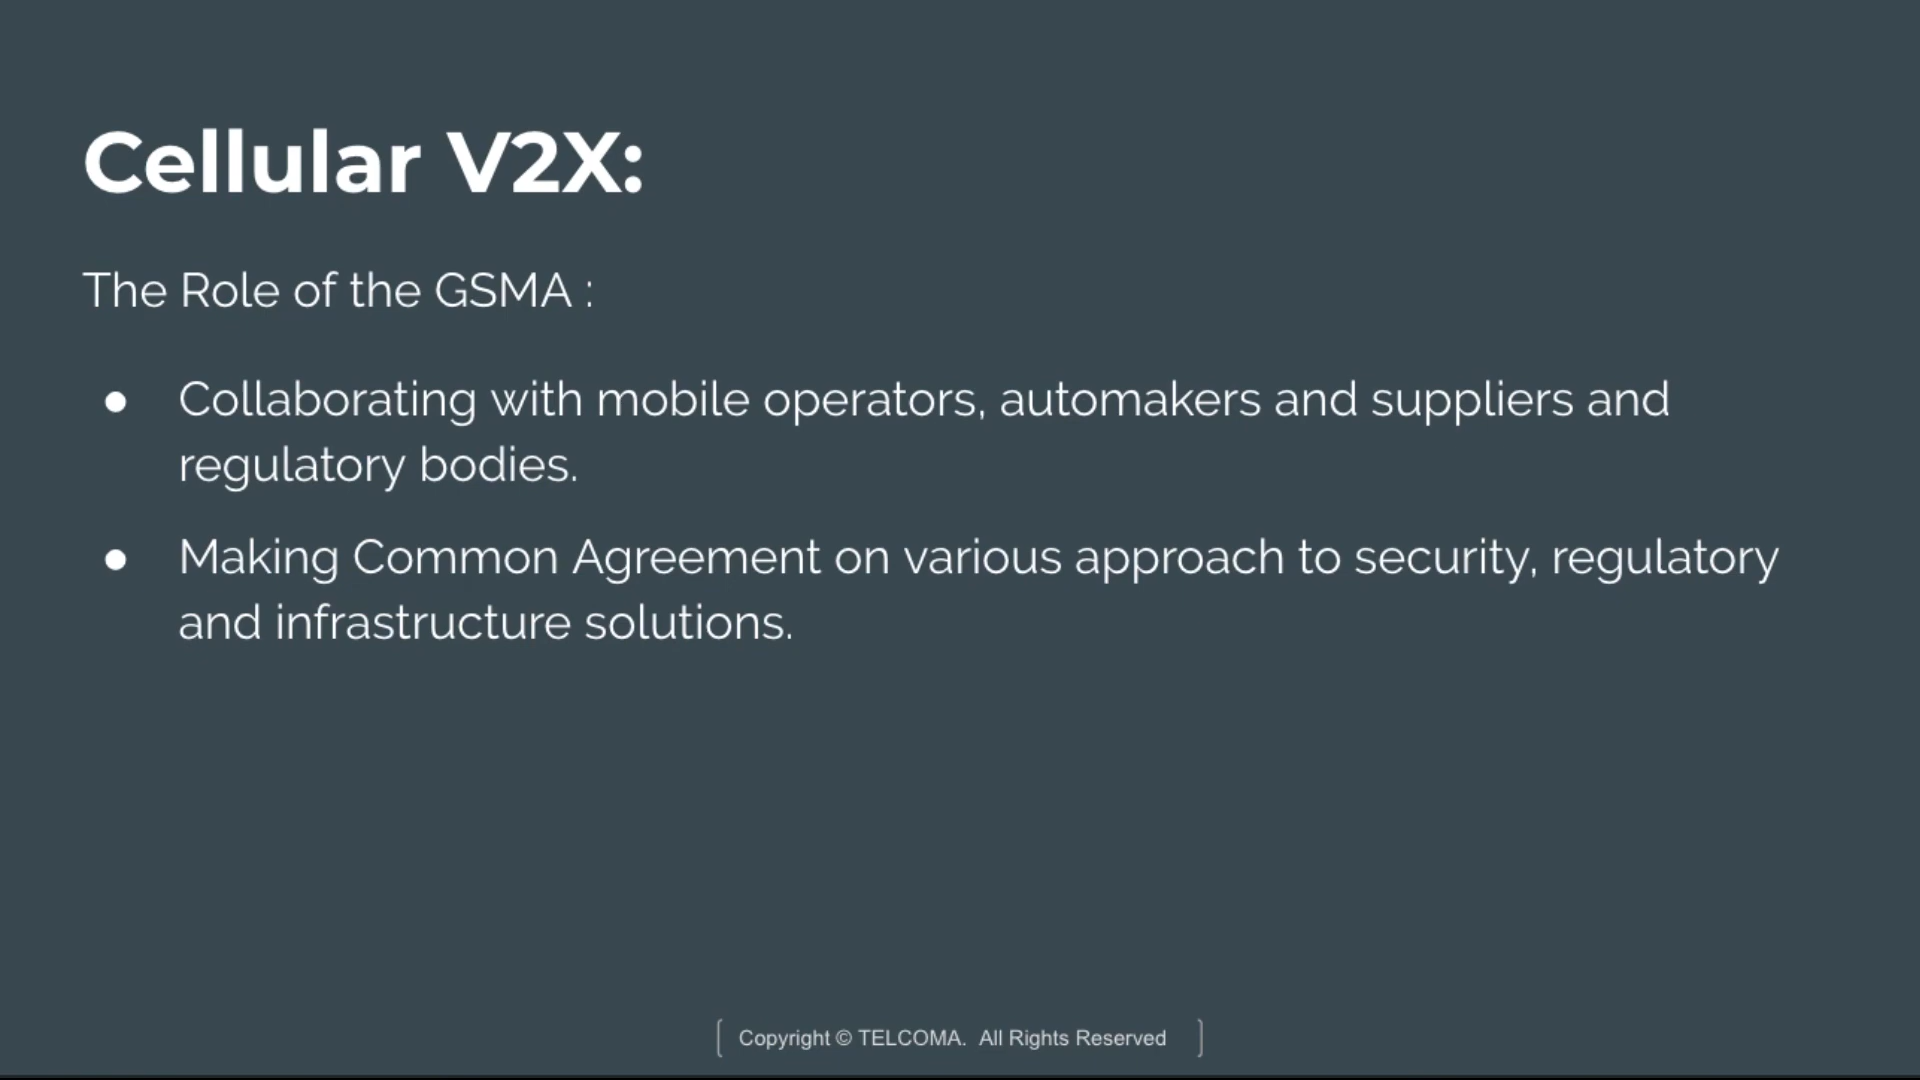 Cellular V2X:
The Role of the GSMA :
● Collaborating with mobile operators, automakers and suppliers and
regulatory bodies.
● Making Common Agreement on various approach to security, regulatory
and infrastructure solutions.
[ Copyright © TELCOMA. All Rights Reserved ]